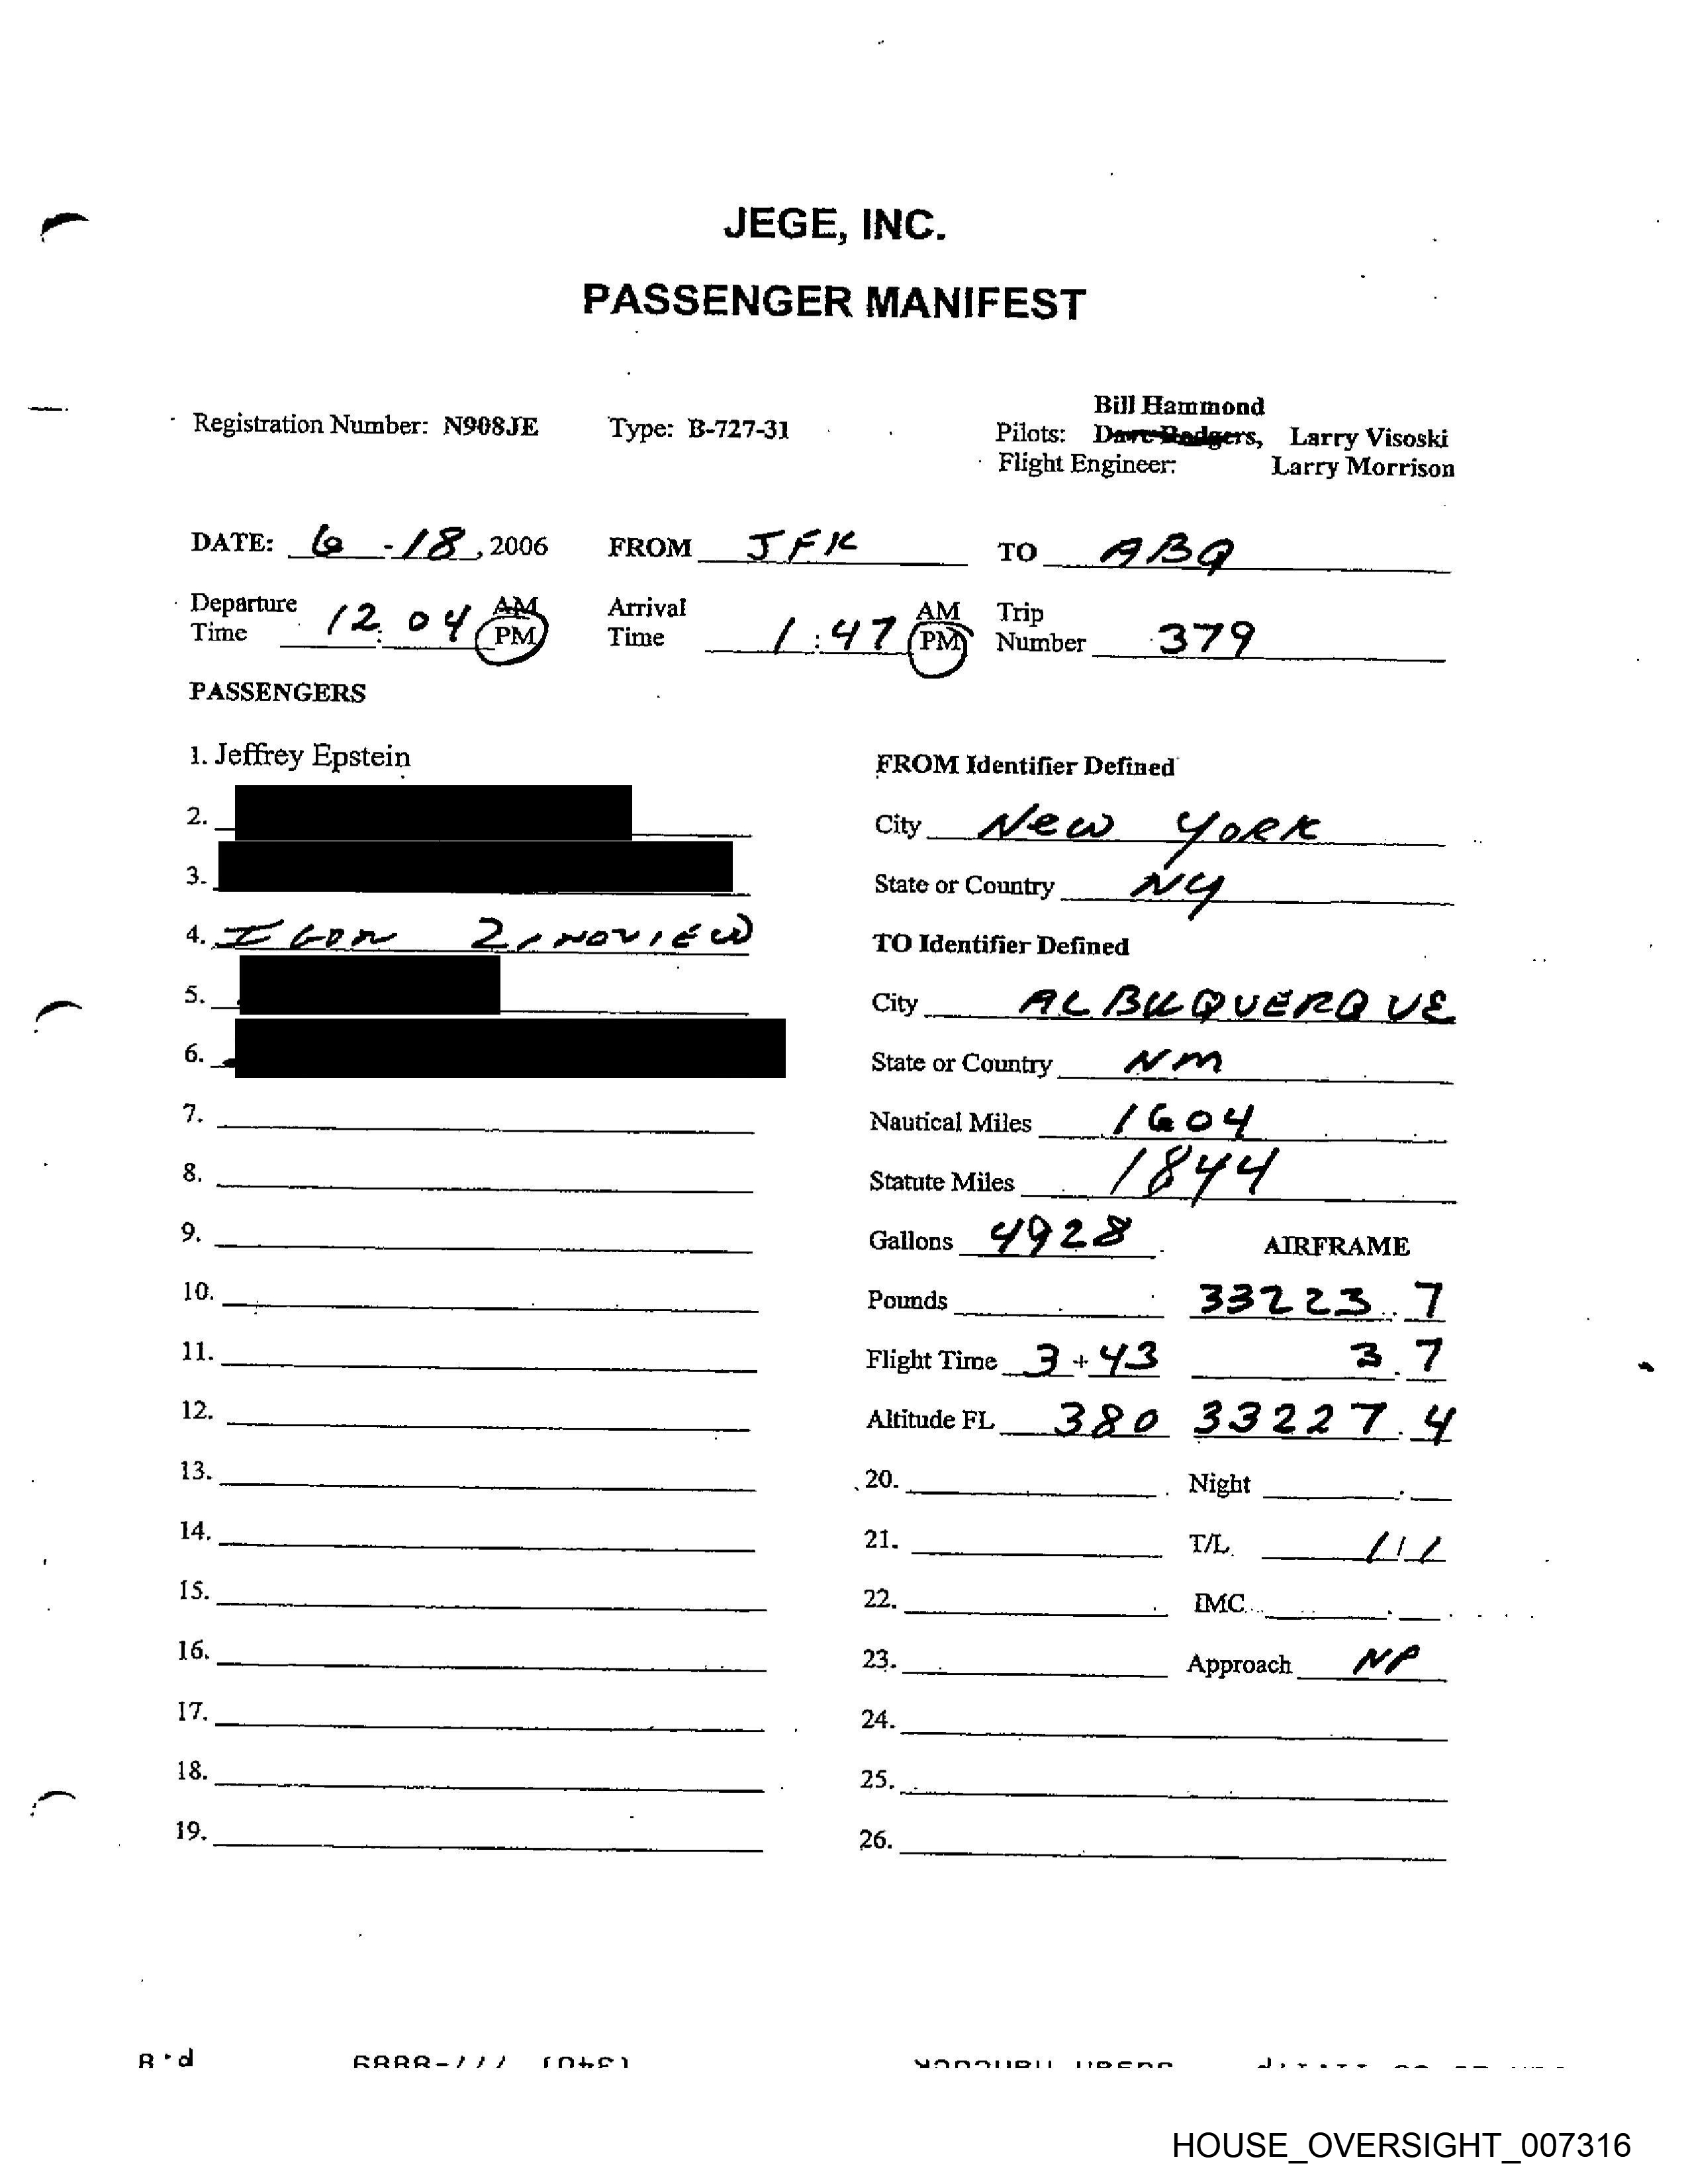 JEGE, INC.
PASSENGER MANIFEST
Bill Hammond
Registration Number: N908JE Type: B-727-31 Pilots: Dave Rodgers, Larry Visoski
Flight Engineer: Larry Morrison
DATE: 6 - 18, 2006 FROM JFK TO ABQ
Departure Time 12:04 AM PM Arrival Time 1:47 AM PM Trip Number 379
PASSENGERS
1. Jeffrey Epstein
2.
3.
4. IGOR ZINOVIEW
5.
6.
7.
8.
9.
10.
11.
12.
13.
14.
15.
16.
17.
18.
19.
FROM Identifier Defined
City New YORK
State or Country NY
TO Identifier Defined
City ALBUQUERQUE
State or Country NM
Nautical Miles 1604
Statute Miles 1844
Gallons 4928 AIRFRAME
Pounds 33223.7
Flight Time 3+43 3.7
Altitude FL 380 33227.4
20. Night
21. T/L 1/1
22. IMC
23. Approach NP
24.
25.
26.
p.8
HOUSE_OVERSIGHT_007316